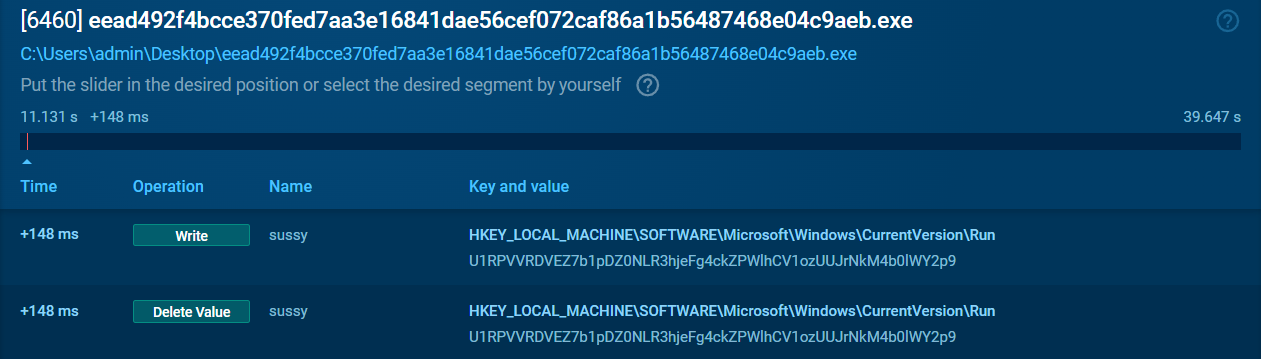 [6460] eead492f4bcce370fed7aa3e16841dae56cef072caf86a1b56487468e04c9aeb.exe
C:\Users\admin\Desktop\eead492f4bcce370fed7aa3e16841dae56cef072caf86a1b56487468e04c9aeb.exe
Put the slider in the desired position or select the desired segment by yourself ?
11.131 s +148 ms 39.647 s
Time Operation Name Key and value
+148 ms Write sussy HKEY_LOCAL_MACHINE\SOFTWARE\Microsoft\Windows\CurrentVersion\Run
U1RPVVRDVEZ7b1pDZ0NLR3hjeFg4ckZPWlhCV1ozUUJrNkM4b0lWY2p9
+148 ms Delete Value sussy HKEY_LOCAL_MACHINE\SOFTWARE\Microsoft\Windows\CurrentVersion\Run
U1RPVVRDVEZ7b1pDZ0NLR3hjeFg4ckZPWlhCV1ozUUJrNkM4b0lWY2p9